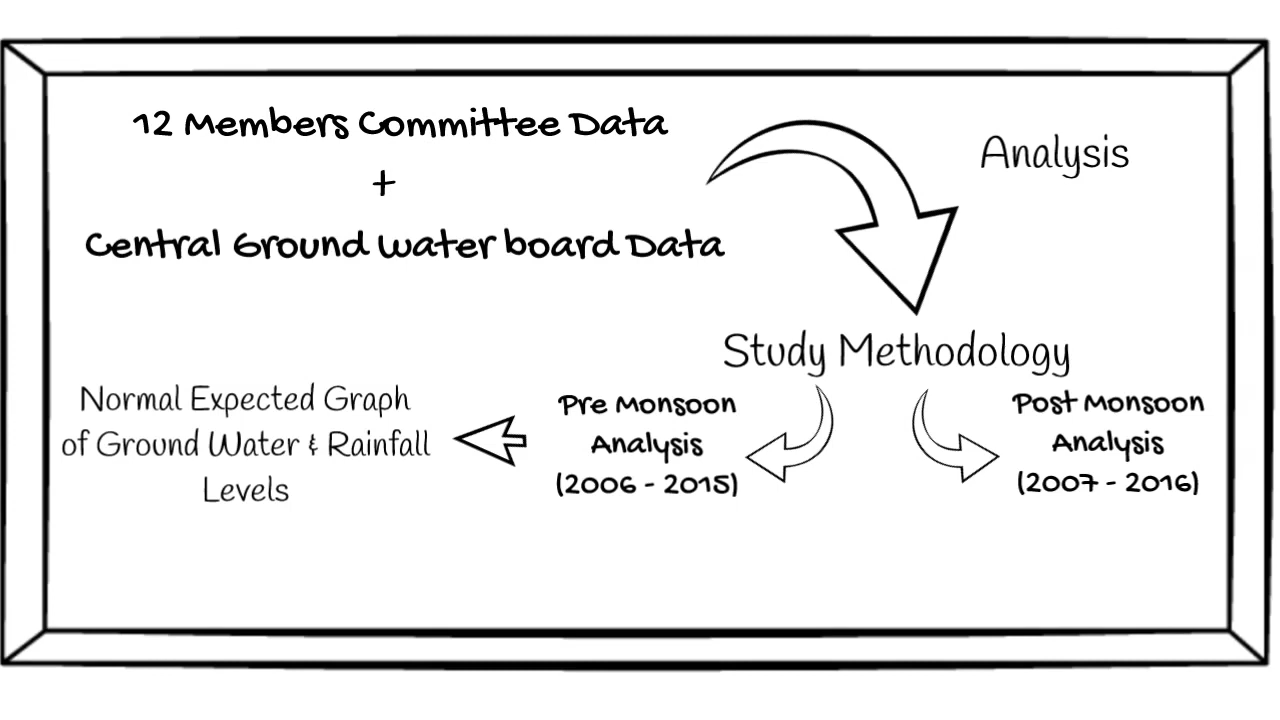 12 Members Committee Data
+
Central Ground water board Data
Analysis
Study Methodology
Pre Monsoon
Analysis
(2006 - 2015)
Post Monsoon
Analysis
(2007 - 2016)
Normal Expected Graph
of Ground Water & Rainfall
Levels